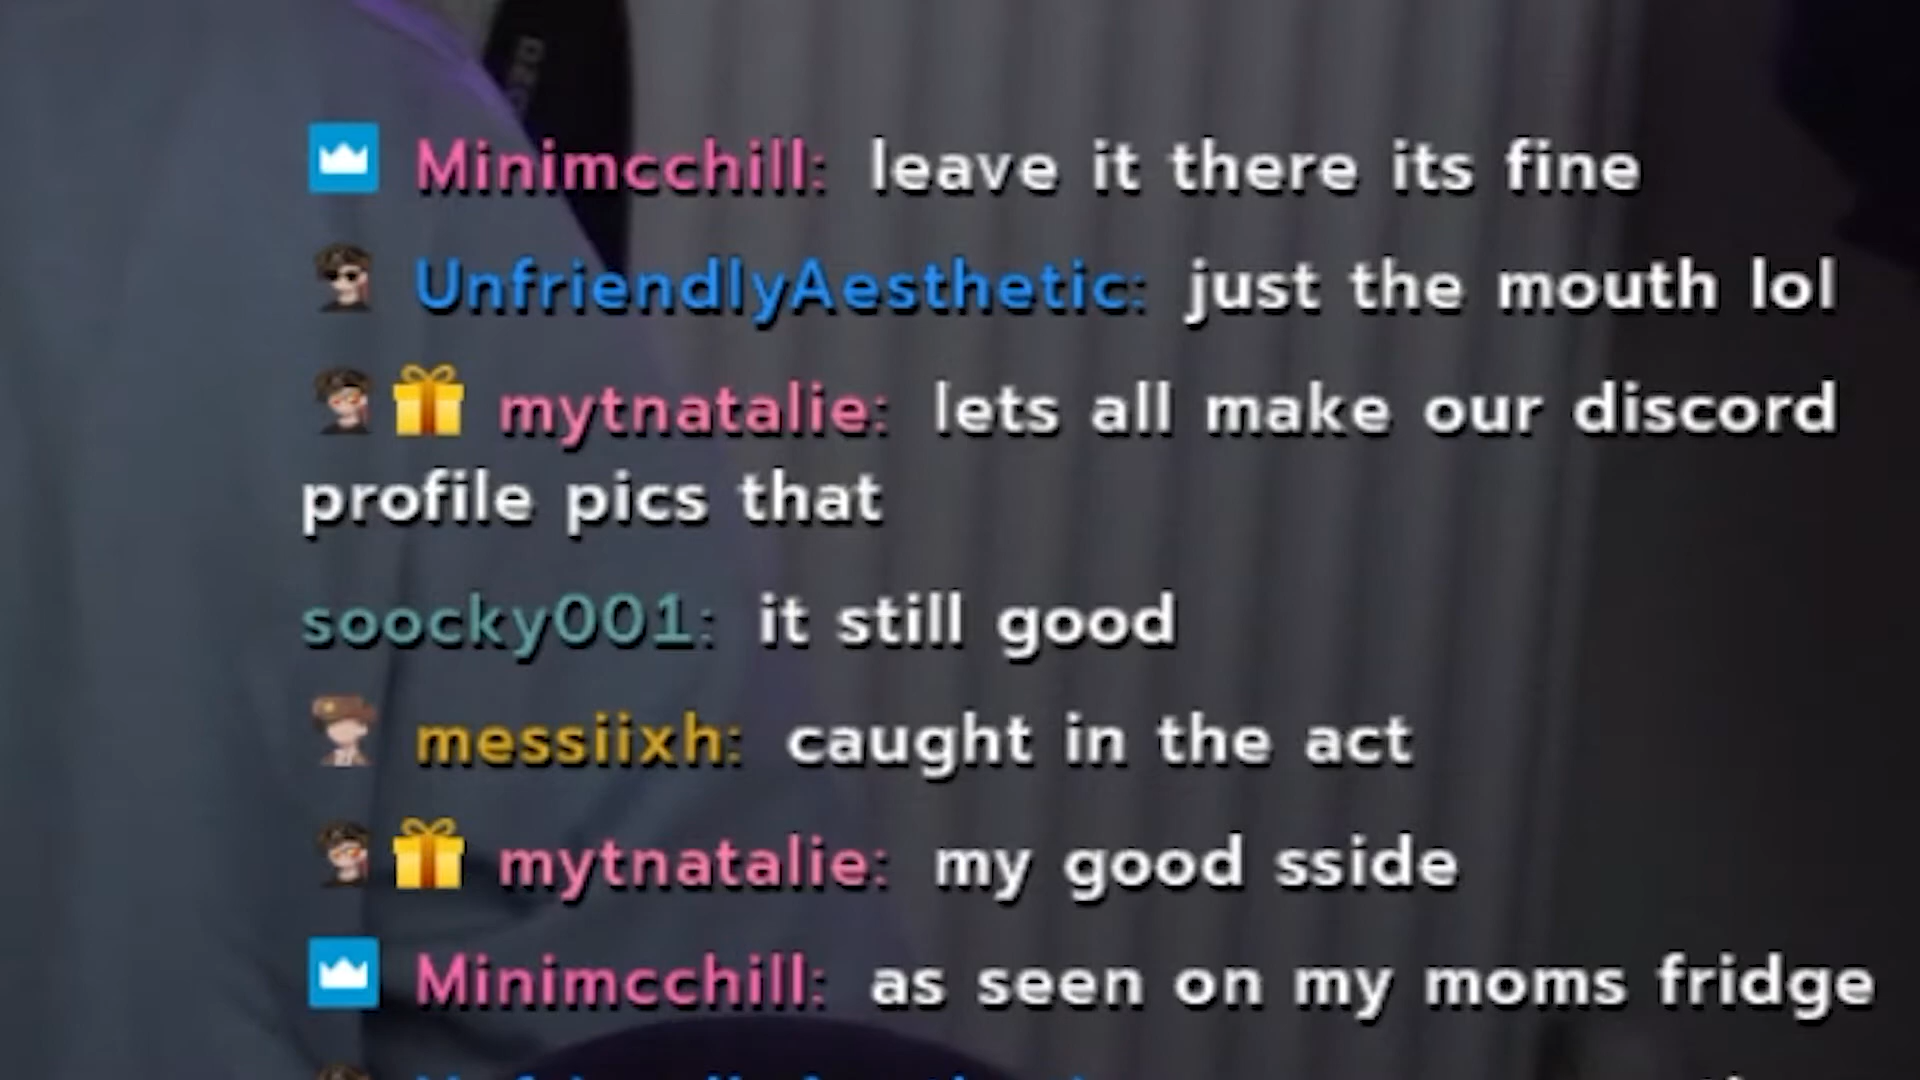 Minimcchill: leave it there its fine
UnfriendlyAesthetic: just the mouth lol
mytnatalie: lets all make our discord
profile pics that
soocky001: it still good
messiixh: caught in the act
mytnatalie: my good sside
Minimcchill: as seen on my moms fridge